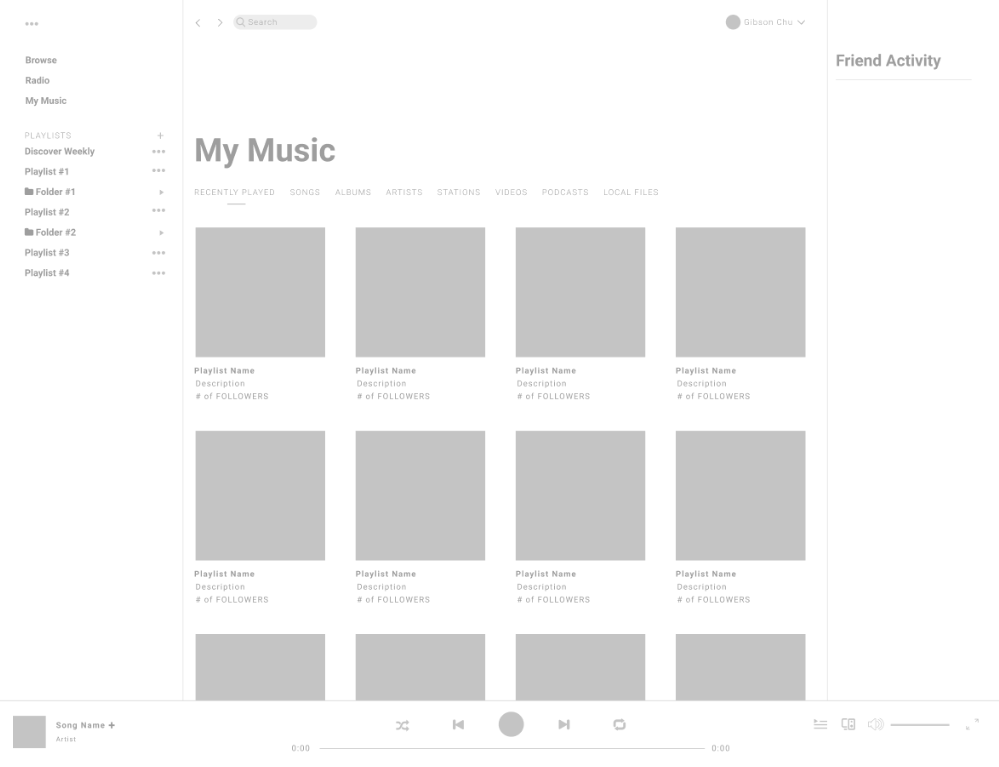 Search
Gibson Chu
Browse
Radio
My Music
PLAYLISTS
Discover Weekly
Playlist #1
Folder #1
Playlist #2
Folder #2
Playlist #3
Playlist #4
My Music
RECENTLY PLAYED SONGS ALBUMS ARTISTS STATIONS VIDEOS PODCASTS LOCAL FILES
Playlist Name Playlist Name Playlist Name Playlist Name
Description Description Description Description
# of FOLLOWERS # of FOLLOWERS # of FOLLOWERS # of FOLLOWERS
Playlist Name Playlist Name Playlist Name Playlist Name
Description Description Description Description
# of FOLLOWERS # of FOLLOWERS # of FOLLOWERS # of FOLLOWERS
Friend Activity
Song Name
Artist
0:00 0:00